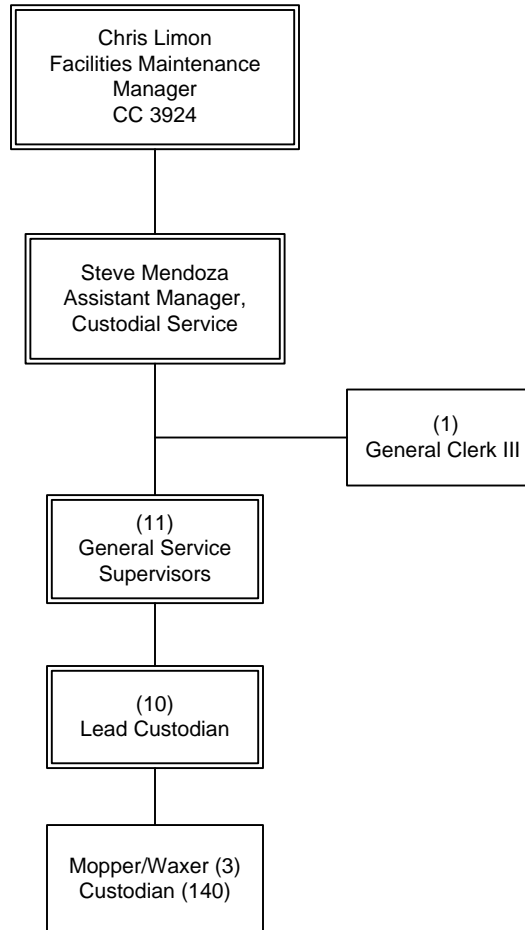 Chris Limon
Facilities Maintenance
Manager
CC 3924
Steve Mendoza
Assistant Manager,
Custodial Service
(1)
General Clerk III
(11)
General Service
Supervisors
(10)
Lead Custodian
Mopper/Waxer (3)
Custodian (140)